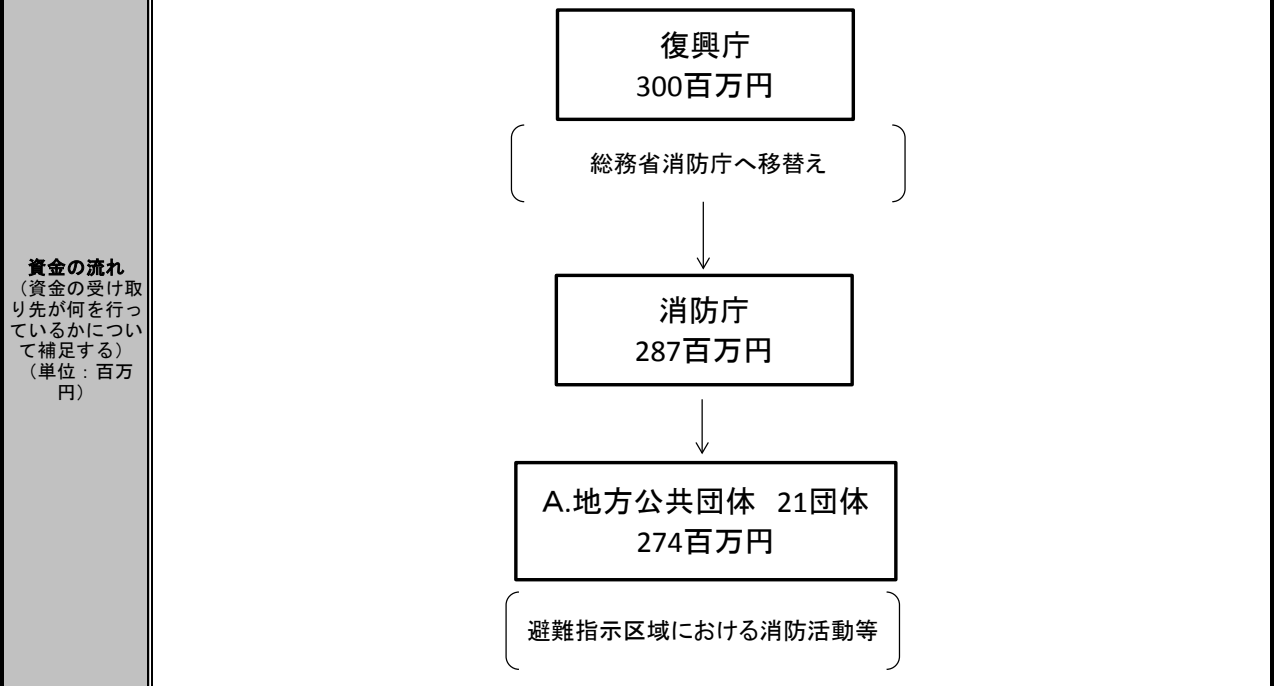 資金の流れ
（資金の受け取
り先が何を行っ
ているかについ
て補足する）
（単位：百万
円）
復興庁
300百万円
総務省消防庁へ移替え
消防庁
287百万円
A.地方公共団体　21団体
274百万円
避難指示区域における消防活動等